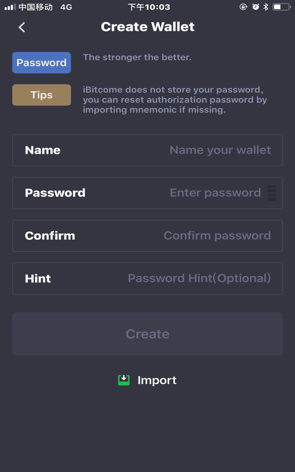 中国移动 4G 下午10:03
Create Wallet
Password
The stronger the better.
Tips
iBitcome does not store your password,
you can reset authorization password by
importing mnemonic if missing.
Name Name your wallet
Password Enter password
Confirm Confirm password
Hint Password Hint(Optional)
Create
Import